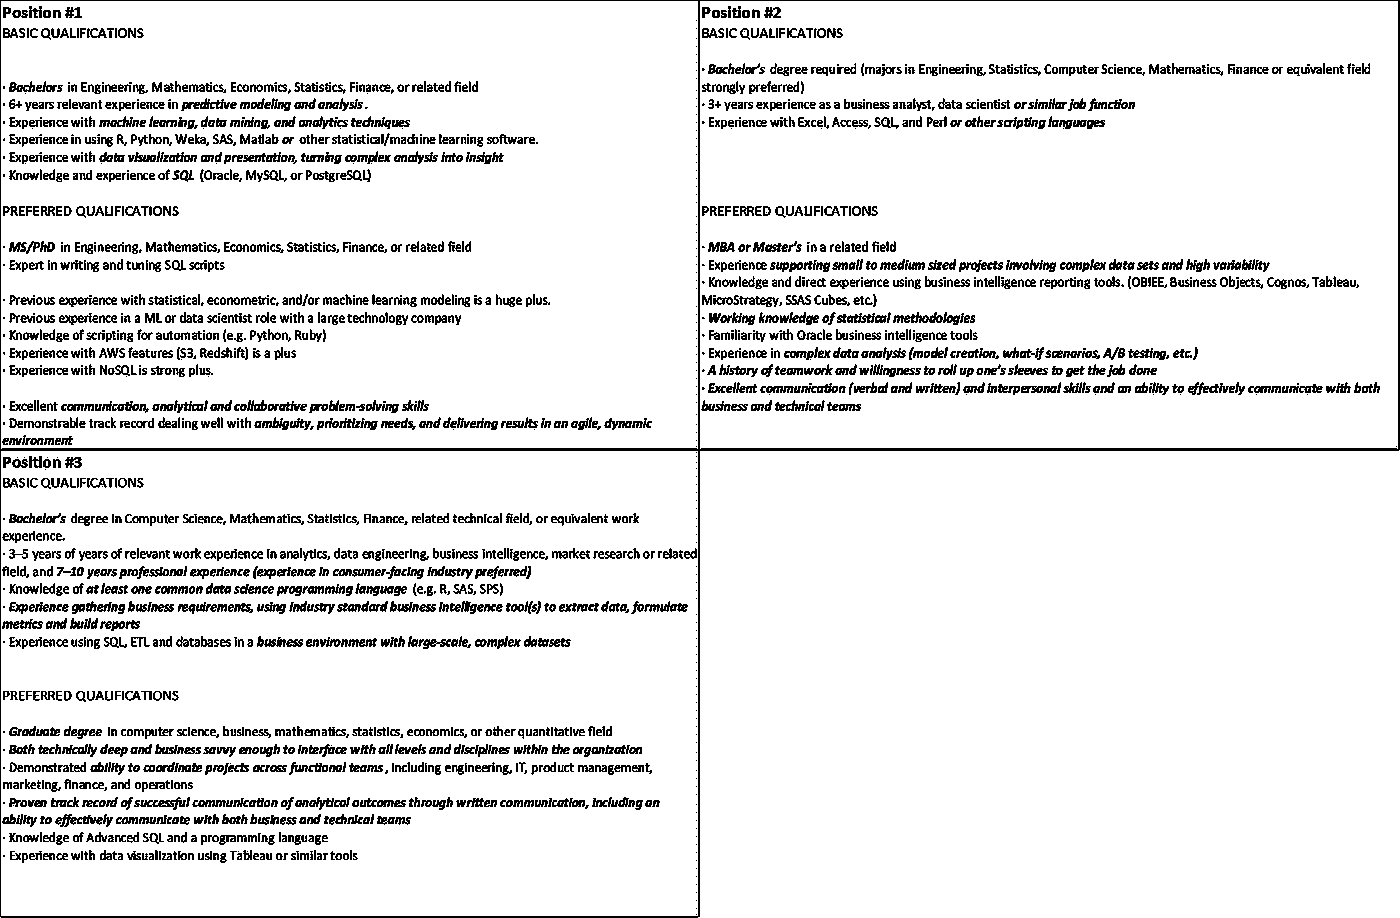 Position #1
BASIC QUALIFICATIONS
· Bachelors in Engineering, Mathematics, Economics, Statistics, Finance, or related field
· 6+ years relevant experience in predictive modeling and analysis .
· Experience with machine learning, data mining, and analytics techniques
· Experience in using R, Python, Weka, SAS, Matlab or other statistical/machine learning software.
· Experience with data visualization and presentation, turning complex analysis into insight
· Knowledge and experience of SQL (Oracle, MySQL, or PostgreSQL)
PREFERRED QUALIFICATIONS
· MS/PhD in Engineering, Mathematics, Economics, Statistics, Finance, or related field
· Expert in writing and tuning SQL scripts
· Previous experience with statistical, econometric, and/or machine learning modeling is a huge plus.
· Previous experience in a ML or data scientist role with a large technology company
· Knowledge of scripting for automation (e.g. Python, Ruby)
· Experience with AWS features (S3, Redshift) is a plus
· Experience with NoSQL is strong plus.
· Excellent communication, analytical and collaborative problem-solving skills
· Demonstrable track record dealing well with ambiguity, prioritizing needs, and delivering results in an agile, dynamic
environment
Position #2
BASIC QUALIFICATIONS
· Bachelor's degree required (majors in Engineering, Statistics, Computer Science, Mathematics, Finance or equivalent field
strongly preferred)
· 3+ years experience as a business analyst, data scientist or similar job function
· Experience with Excel, Access, SQL, and Perl or other scripting languages
PREFERRED QUALIFICATIONS
· MBA or Master's in a related field
· Experience supporting small to medium sized projects involving complex data sets and high variability
· Knowledge and direct experience using business intelligence reporting tools. (OBIEE, Business Objects, Cognos, Tableau,
MicroStrategy, SSAS Cubes, etc.)
· Working knowledge of statistical methodologies
· Familiarity with Oracle business intelligence tools
· Experience in complex data analysis (model creation, what-if scenarios, A/B testing, etc.)
· A history of teamwork and willingness to roll up one's sleeves to get the job done
· Excellent communication (verbal and written) and interpersonal skills and an ability to effectively communicate with both
business and technical teams
Position #3
BASIC QUALIFICATIONS
· Bachelor's degree in Computer Science, Mathematics, Statistics, Finance, related technical field, or equivalent work
experience.
· 3–5 years of years of relevant work experience in analytics, data engineering, business intelligence, market research or related
field, and 7–10 years professional experience (experience in consumer-facing industry preferred)
· Knowledge of at least one common data science programming language (e.g. R, SAS, SPS)
· Experience gathering business requirements, using industry standard business intelligence tool(s) to extract data, formulate
metrics and build reports
· Experience using SQL, ETL and databases in a business environment with large-scale, complex datasets
PREFERRED QUALIFICATIONS
· Graduate degree in computer science, business, mathematics, statistics, economics, or other quantitative field
· Both technically deep and business savvy enough to interface with all levels and disciplines within the organization
· Demonstrated ability to coordinate projects across functional teams , including engineering, IT, product management,
marketing, finance, and operations
· Proven track record of successful communication of analytical outcomes through written communication, including an
ability to effectively communicate with both business and technical teams
· Knowledge of Advanced SQL and a programming language
· Experience with data visualization using Tableau or similar tools